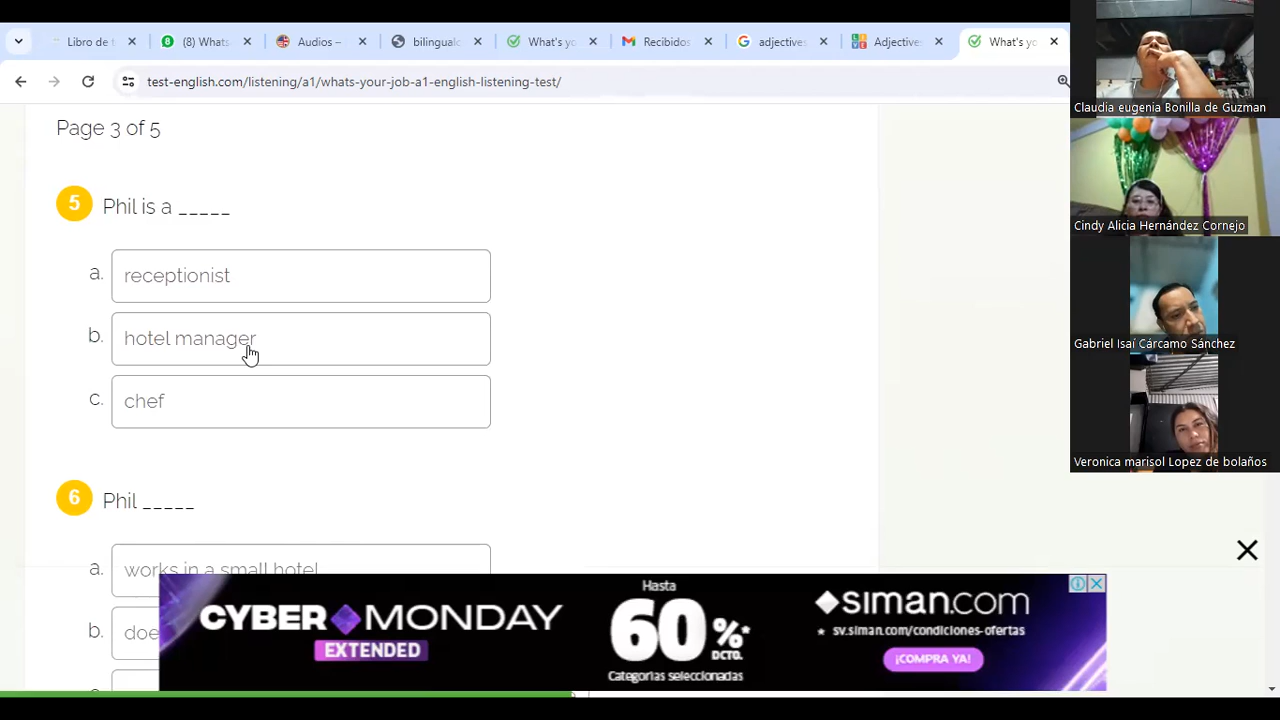 Libro de t
(8) Whats
Audios –
bilingual
What's yo
Recibidos
adjectives
Adjectives
What's yo
test-english.com/listening/a1/whats-your-job-a1-english-listening-test/
Page 3 of 5
5 Phil is a _____
a. receptionist
b. hotel manager
c. chef
6 Phil _____
a. works in a small hotel
b. doe
CYBER MONDAY
EXTENDED
Hasta
60%
DCTO.
Categorías seleccionadas
siman.com
* sv.siman.com/condiciones-ofertas
¡COMPRA YA!
Claudia eugenia Bonilla de Guzman
Cindy Alicia Hernández Cornejo
Gabriel Isaí Cárcamo Sánchez
Veronica marisol Lopez de bolaños